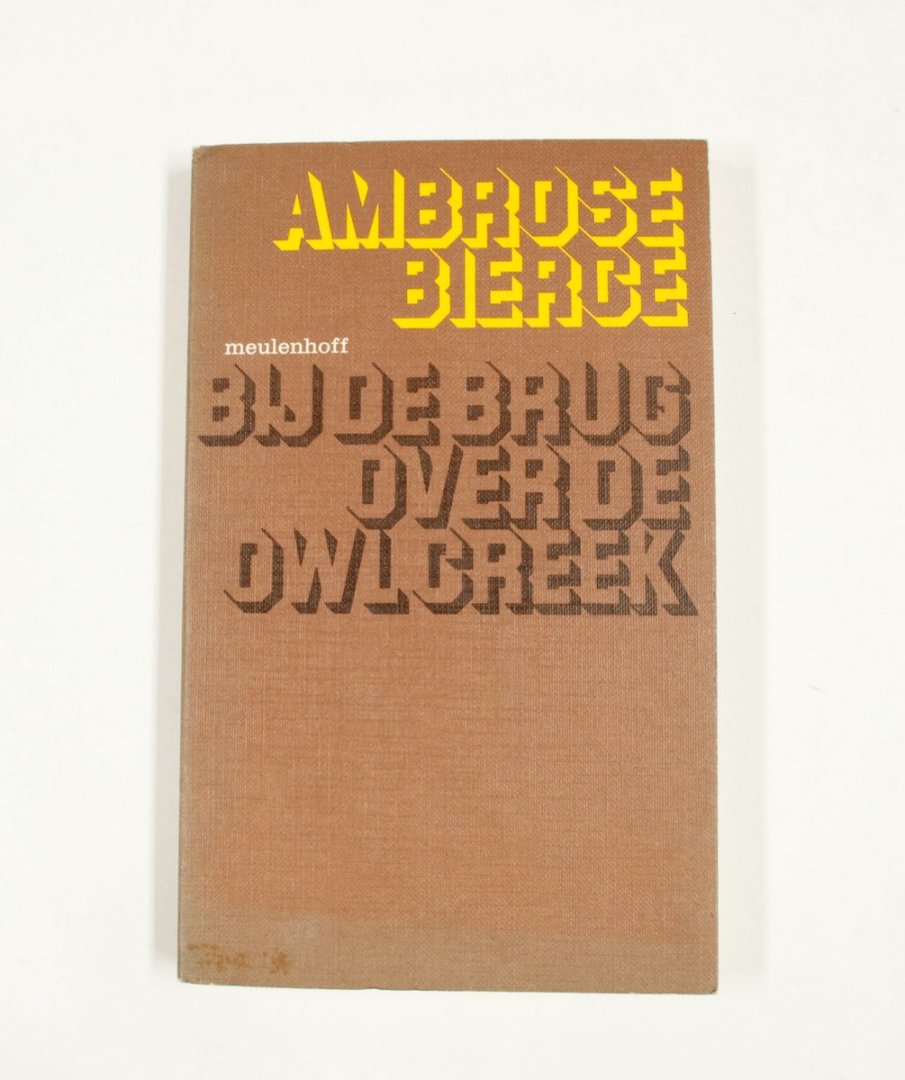 AMBROSE
BIERCE
meulenhoff
BIJ DE BRUG
OVER DE
OWL CREEK